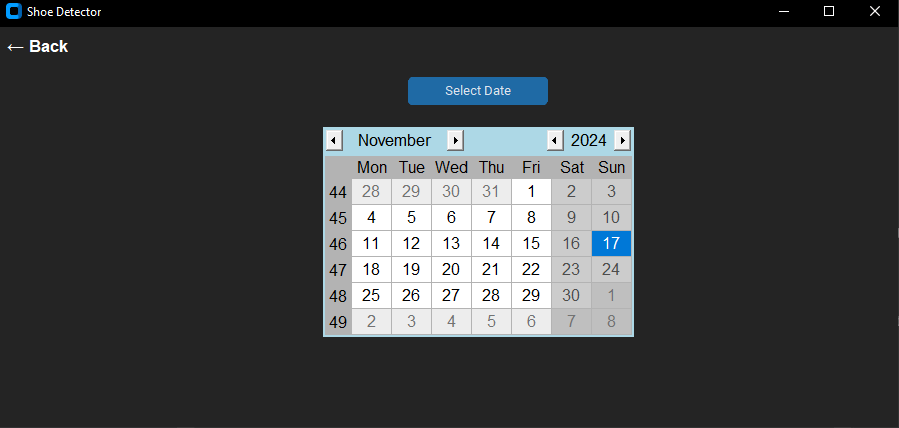 Shoe Detector
← Back
Select Date
November 2024
Mon Tue Wed Thu Fri Sat Sun
44 28 29 30 31 1 2 3
45 4 5 6 7 8 9 10
46 11 12 13 14 15 16 17
47 18 19 20 21 22 23 24
48 25 26 27 28 29 30 1
49 2 3 4 5 6 7 8